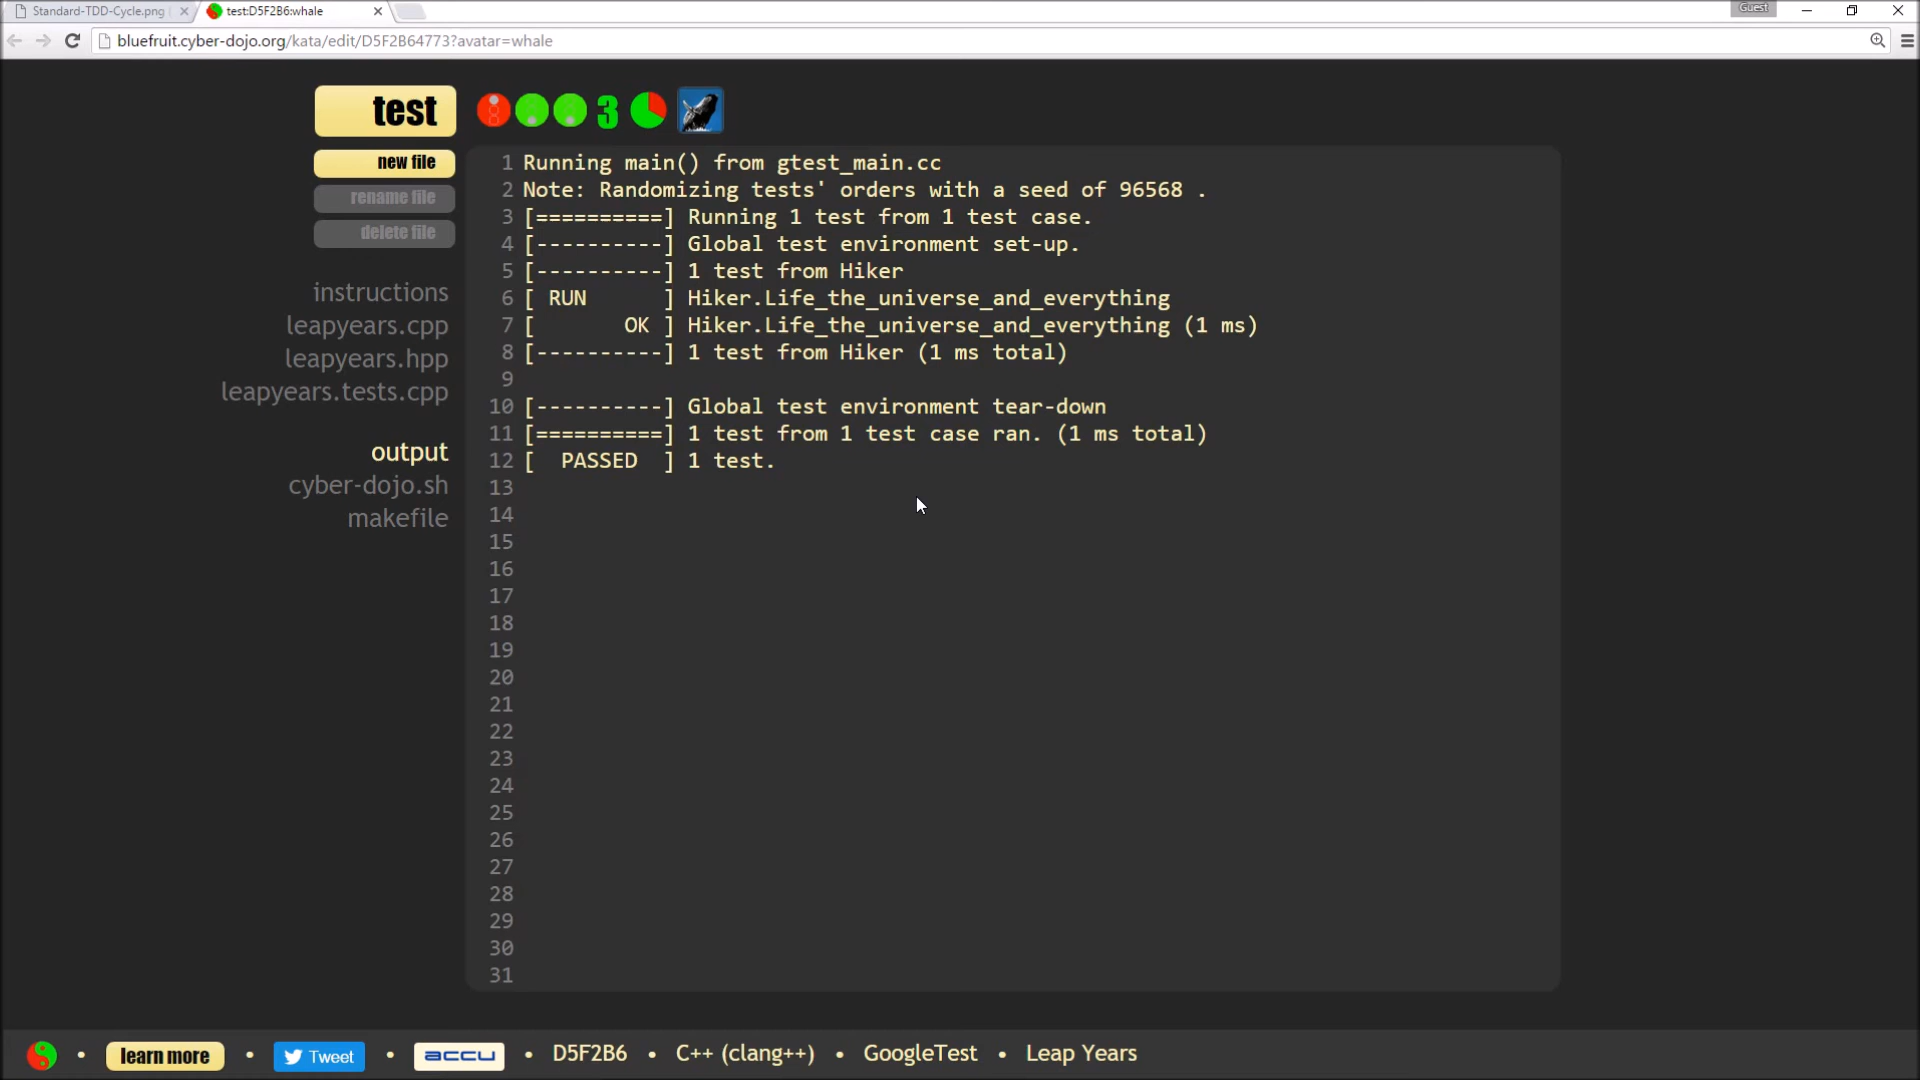 Standard-TDD-Cycle.png
test:D5F2B6:whale
Guest
bluefruit.cyber-dojo.org/kata/edit/D5F2B64773?avatar=whale
test
3
new file
rename file
delete file
instructions
leapyears.cpp
leapyears.hpp
leapyears.tests.cpp
output
cyber-dojo.sh
makefile
1 Running main() from gtest_main.cc
2 Note: Randomizing tests' orders with a seed of 96568 .
3 [==========] Running 1 test from 1 test case.
4 [----------] Global test environment set-up.
5 [----------] 1 test from Hiker
6 [ RUN      ] Hiker.Life_the_universe_and_everything
7 [       OK ] Hiker.Life_the_universe_and_everything (1 ms)
8 [----------] 1 test from Hiker (1 ms total)
9
10 [----------] Global test environment tear-down
11 [==========] 1 test from 1 test case ran. (1 ms total)
12 [  PASSED  ] 1 test.
13
14
15
16
17
18
19
20
21
22
23
24
25
26
27
28
29
30
31
learn more • Tweet • accu • D5F2B6 • C++ (clang++) • GoogleTest • Leap Years